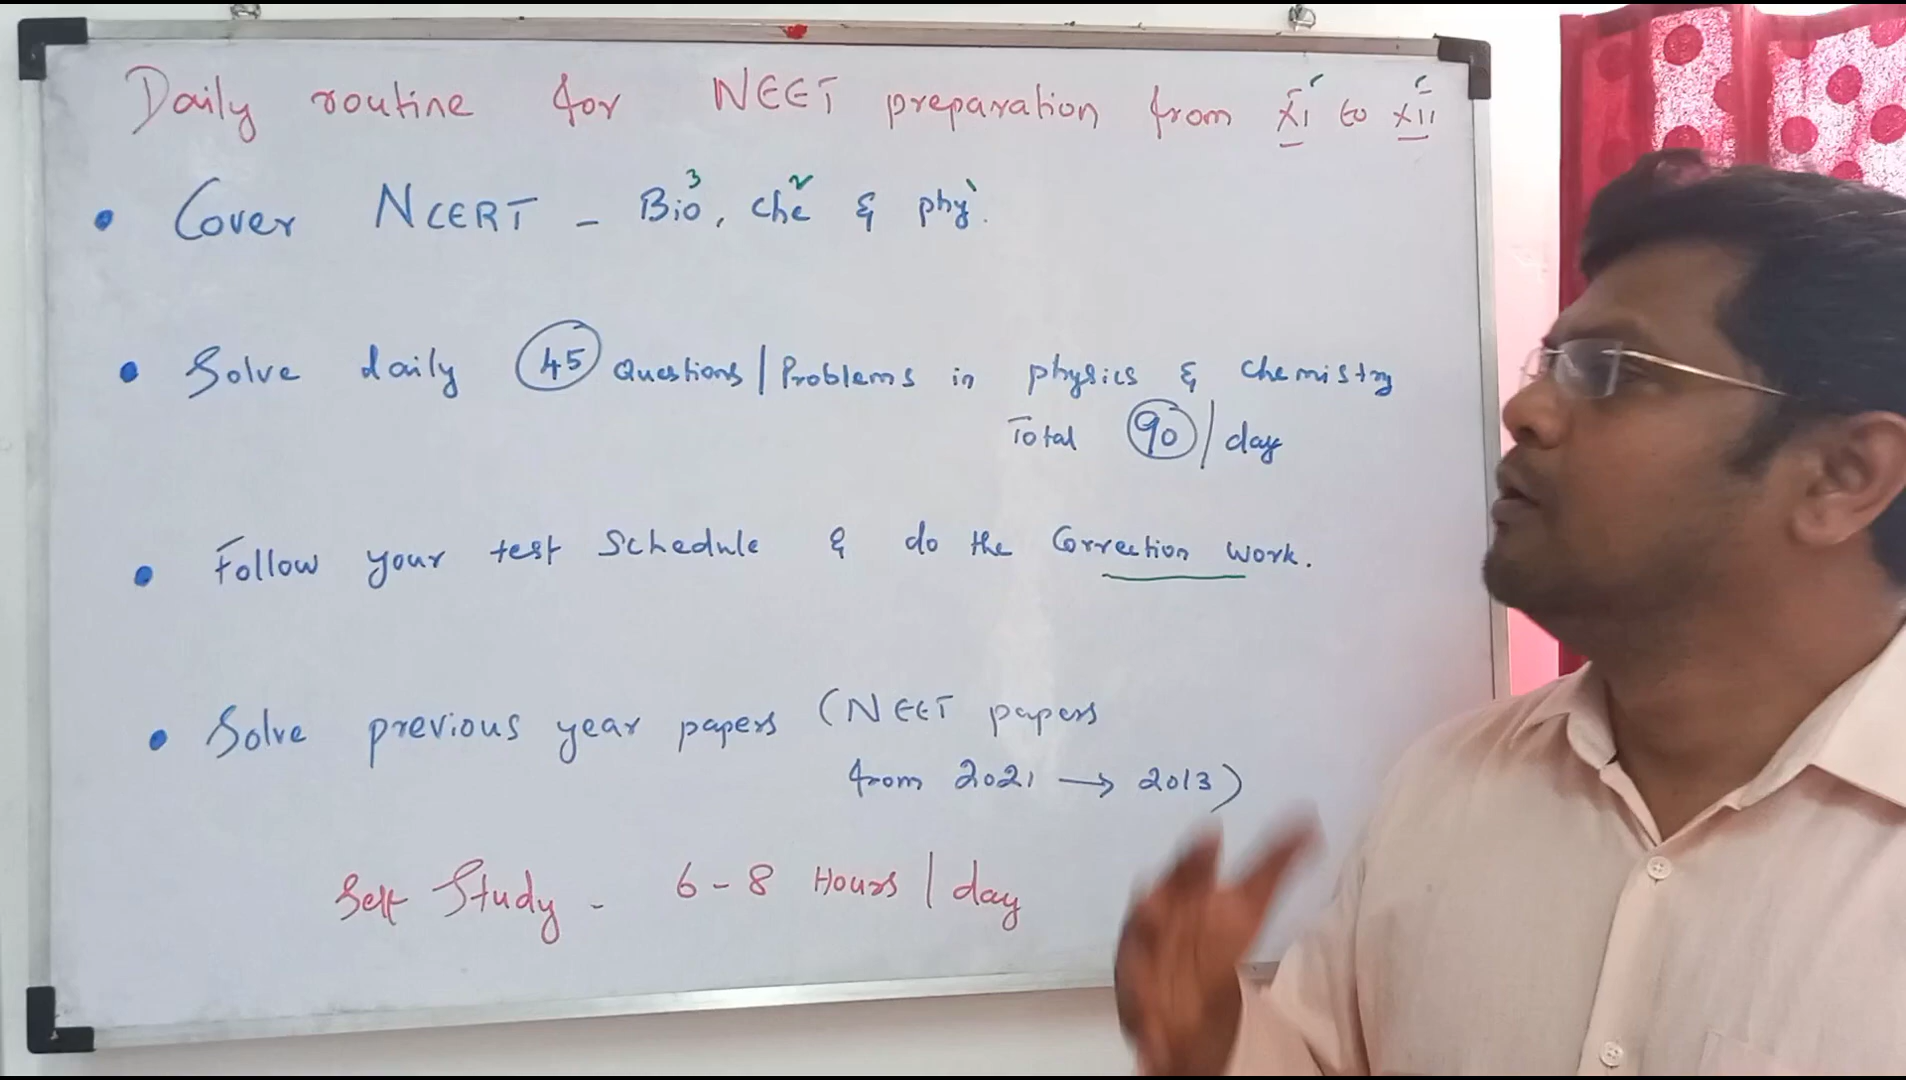 Daily routine for NEET preparation from XI to XII
• Cover NCERT - Bio³, Che² & phy'.
• Solve daily 45 Questions/Problems in physics & chemistry
Total 90/day
• Follow your test Schedule & do the Correction work.
• Solve previous year papers (NEET papers
from 2021 → 2013)
Self Study - 6-8 Hours/day